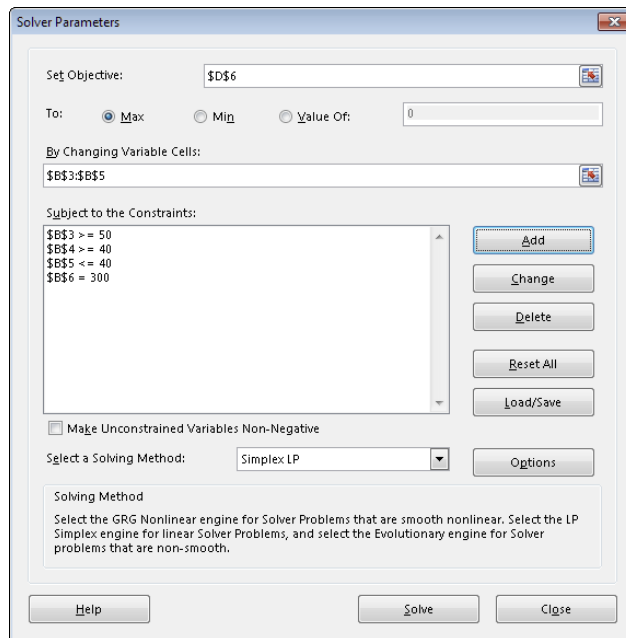 Solver Parameters
Set Objective: $D$6
To: Max Min Value Of: 0
By Changing Variable Cells:
$B$3:$B$5
Subject to the Constraints:
$B$3 >= 50
$B$4 >= 40
$B$5 <= 40
$B$6 = 300
Add
Change
Delete
Reset All
Load/Save
Make Unconstrained Variables Non-Negative
Select a Solving Method: Simplex LP Options
Solving Method
Select the GRG Nonlinear engine for Solver Problems that are smooth nonlinear. Select the LP
Simplex engine for linear Solver Problems, and select the Evolutionary engine for Solver
problems that are non-smooth.
Help Solve Close